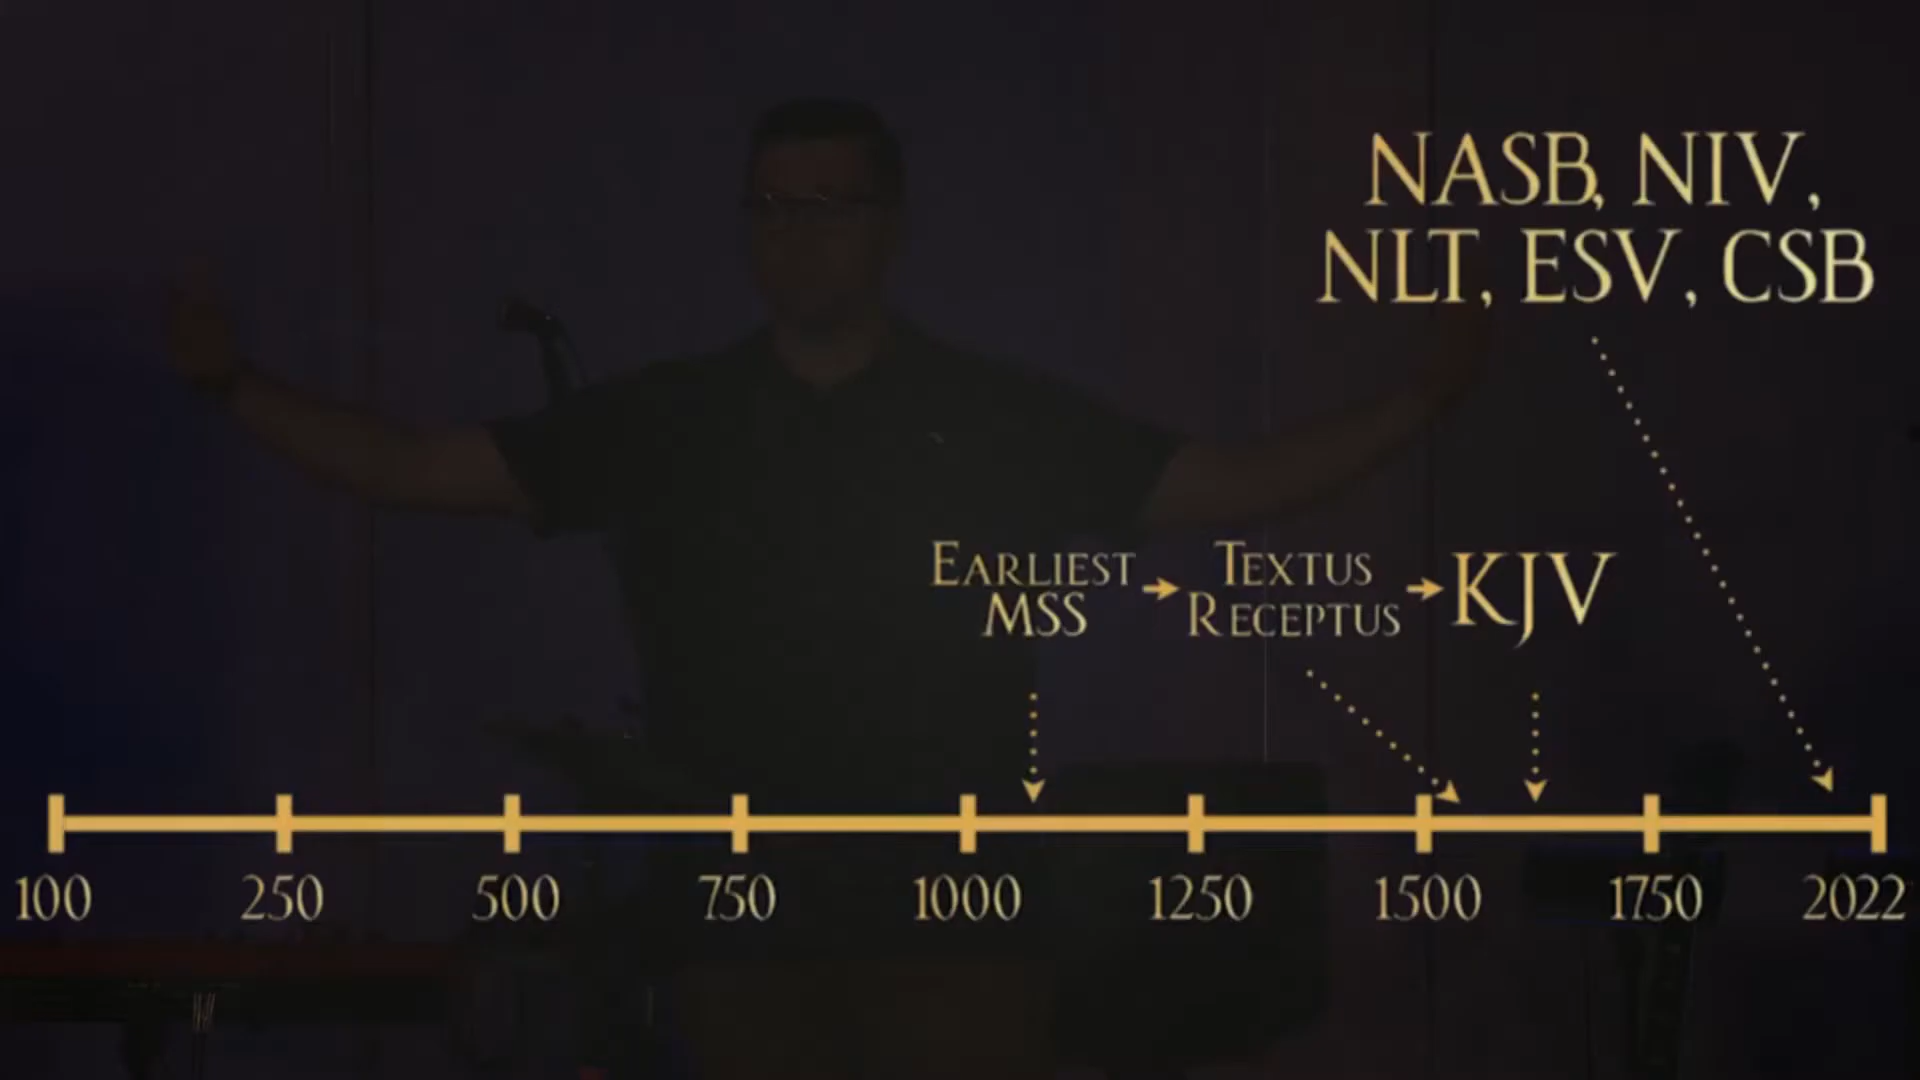 NASB, NIV,
NLT, ESV, CSB
EARLIEST MSS → TEXTUS RECEPTUS → KJV
100 250 500 750 1000 1250 1500 1750 2022